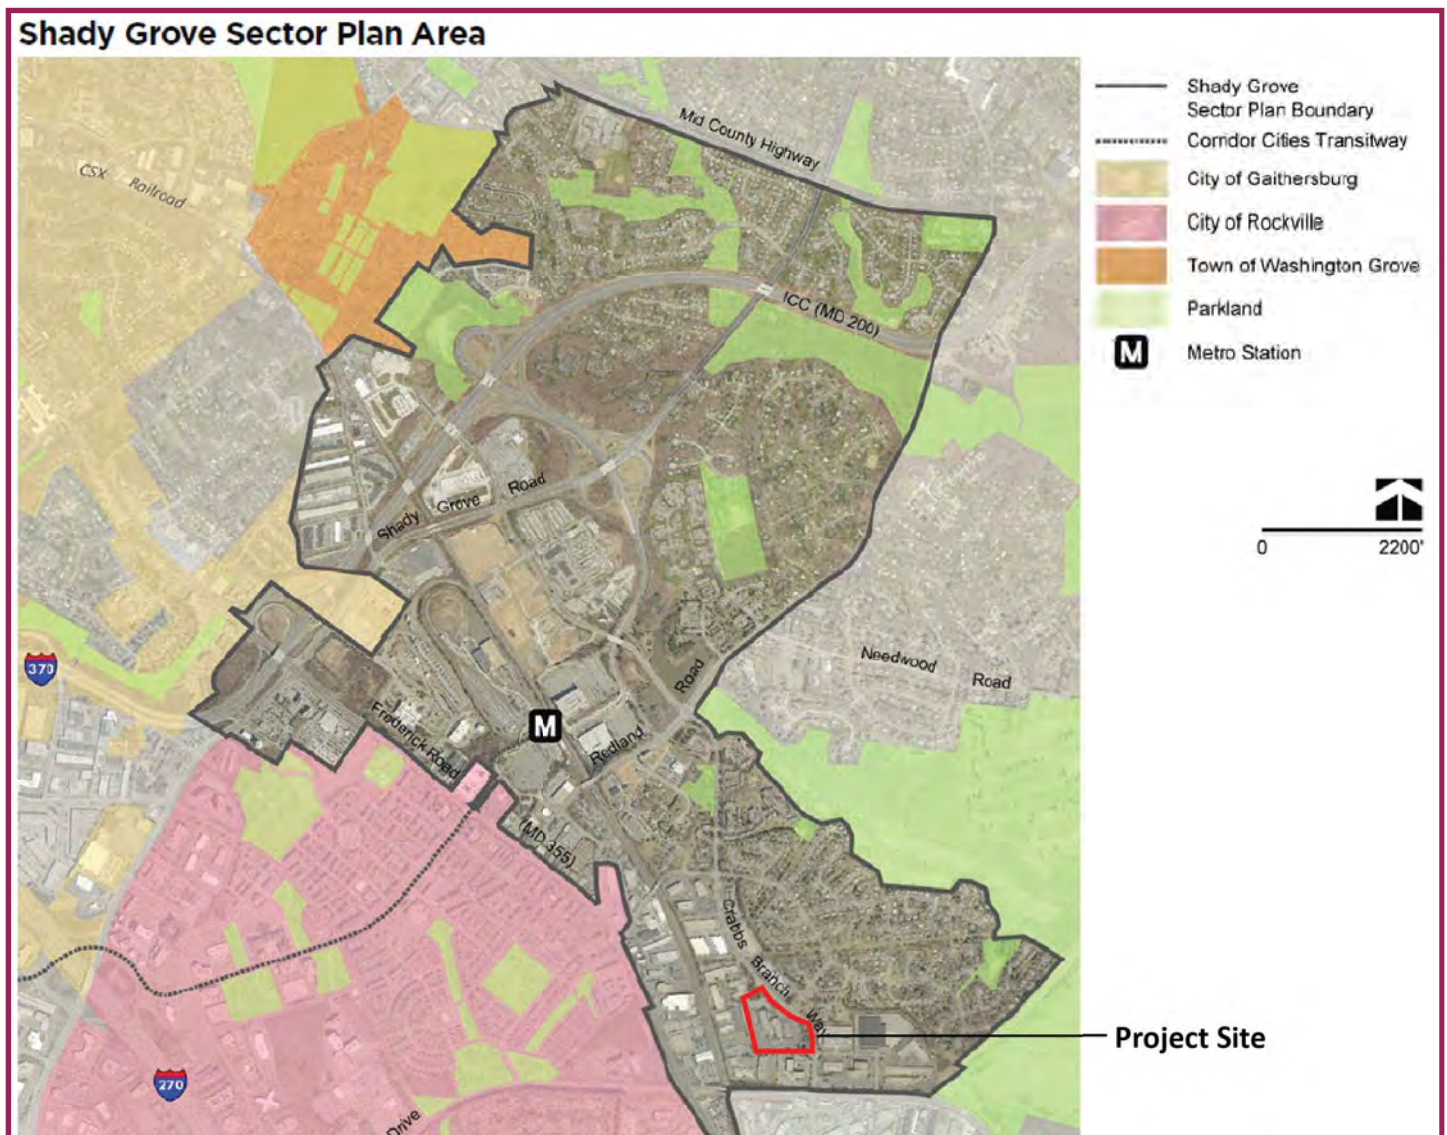 Shady Grove Sector Plan Area
Mid County Highway
CSX Railroad
ICC (MD 200)
Shady Grove Road
Needwood Road
Redland Road
Frederick Road
(MD 355)
Crabbs Branch Way
Drive
370
270
M
Shady Grove
Sector Plan Boundary
Corridor Cities Transitway
City of Gaithersburg
City of Rockville
Town of Washington Grove
Parkland
M
Metro Station
0 2200'
Project Site